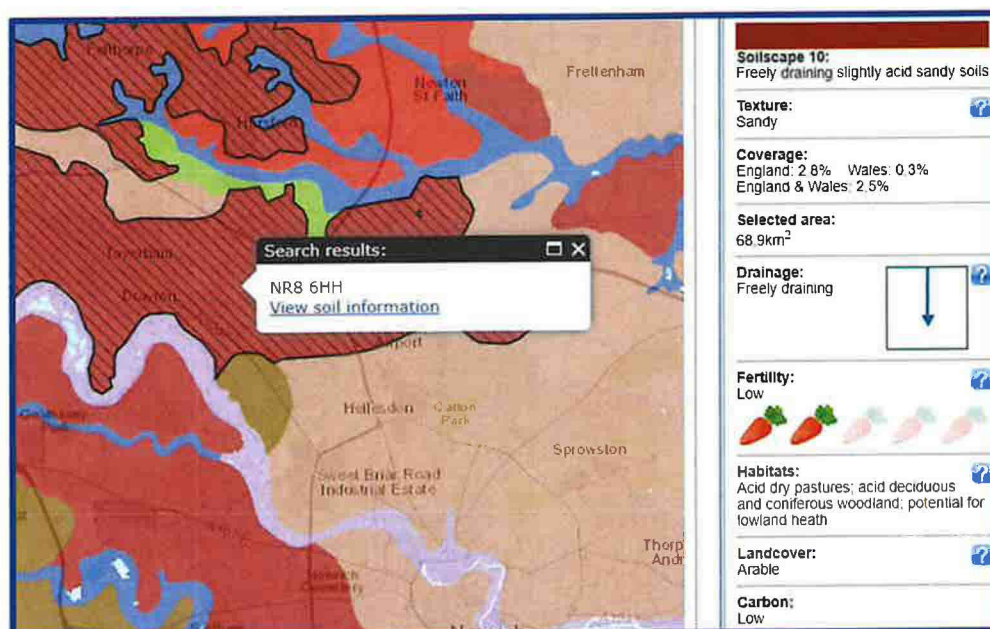 Felthorpe
Frettenham
Newton
St Faith
Horsford
Taverham
Search results:
NR8 6HH
View soil information
Hellesdon
Catton
Park
Sprowston
Sweet Briar Road
Industrial Estate
Soilscape 10:
Freely draining slightly acid sandy soils
Texture:
Sandy
Coverage:
England: 2.8% Wales: 0.3%
England & Wales: 2.5%
Selected area:
68.9km²
Drainage:
Freely draining
Fertility:
Low
Habitats:
Acid dry pastures; acid deciduous
and coniferous woodland; potential for
lowland heath
Landcover:
Arable
Carbon:
Low